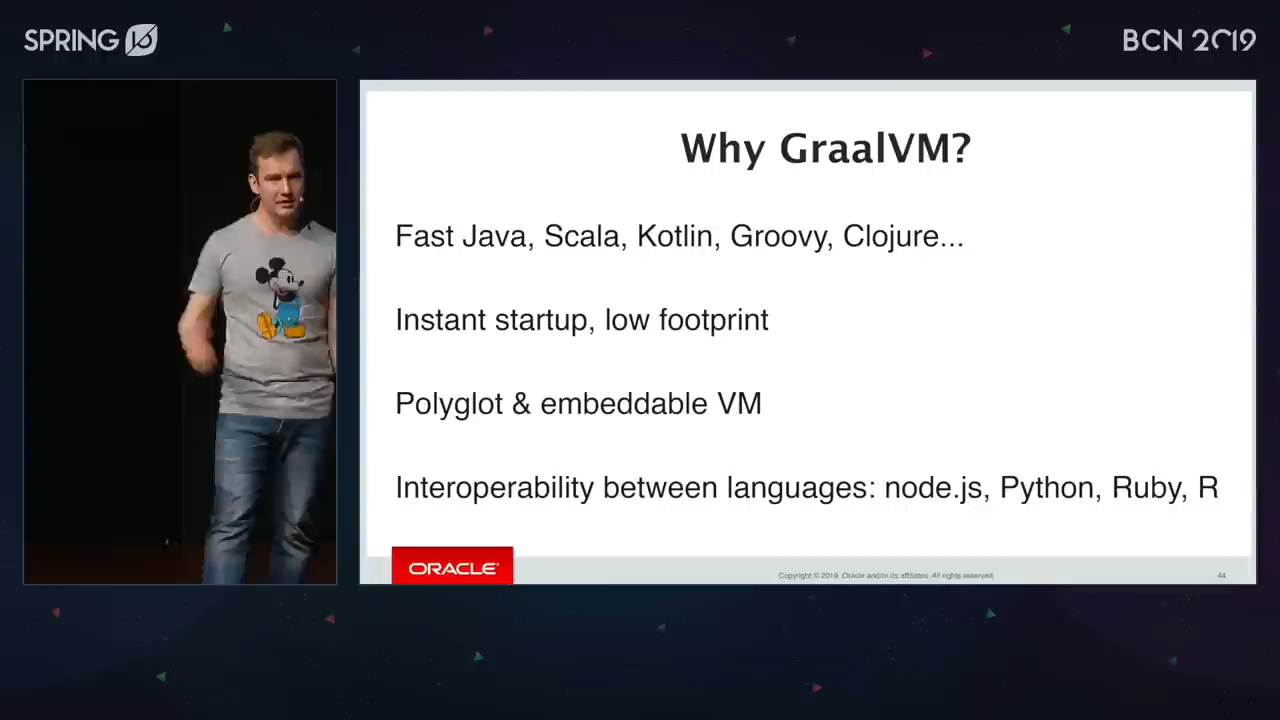 SPRING
BCN 2019
Why GraalVM?
Fast Java, Scala, Kotlin, Groovy, Clojure...
Instant startup, low footprint
Polyglot & embeddable VM
Interoperability between languages: node.js, Python, Ruby, R
ORACLE
Copyright © 2019 Oracle and/or its affiliates. All rights reserved
44